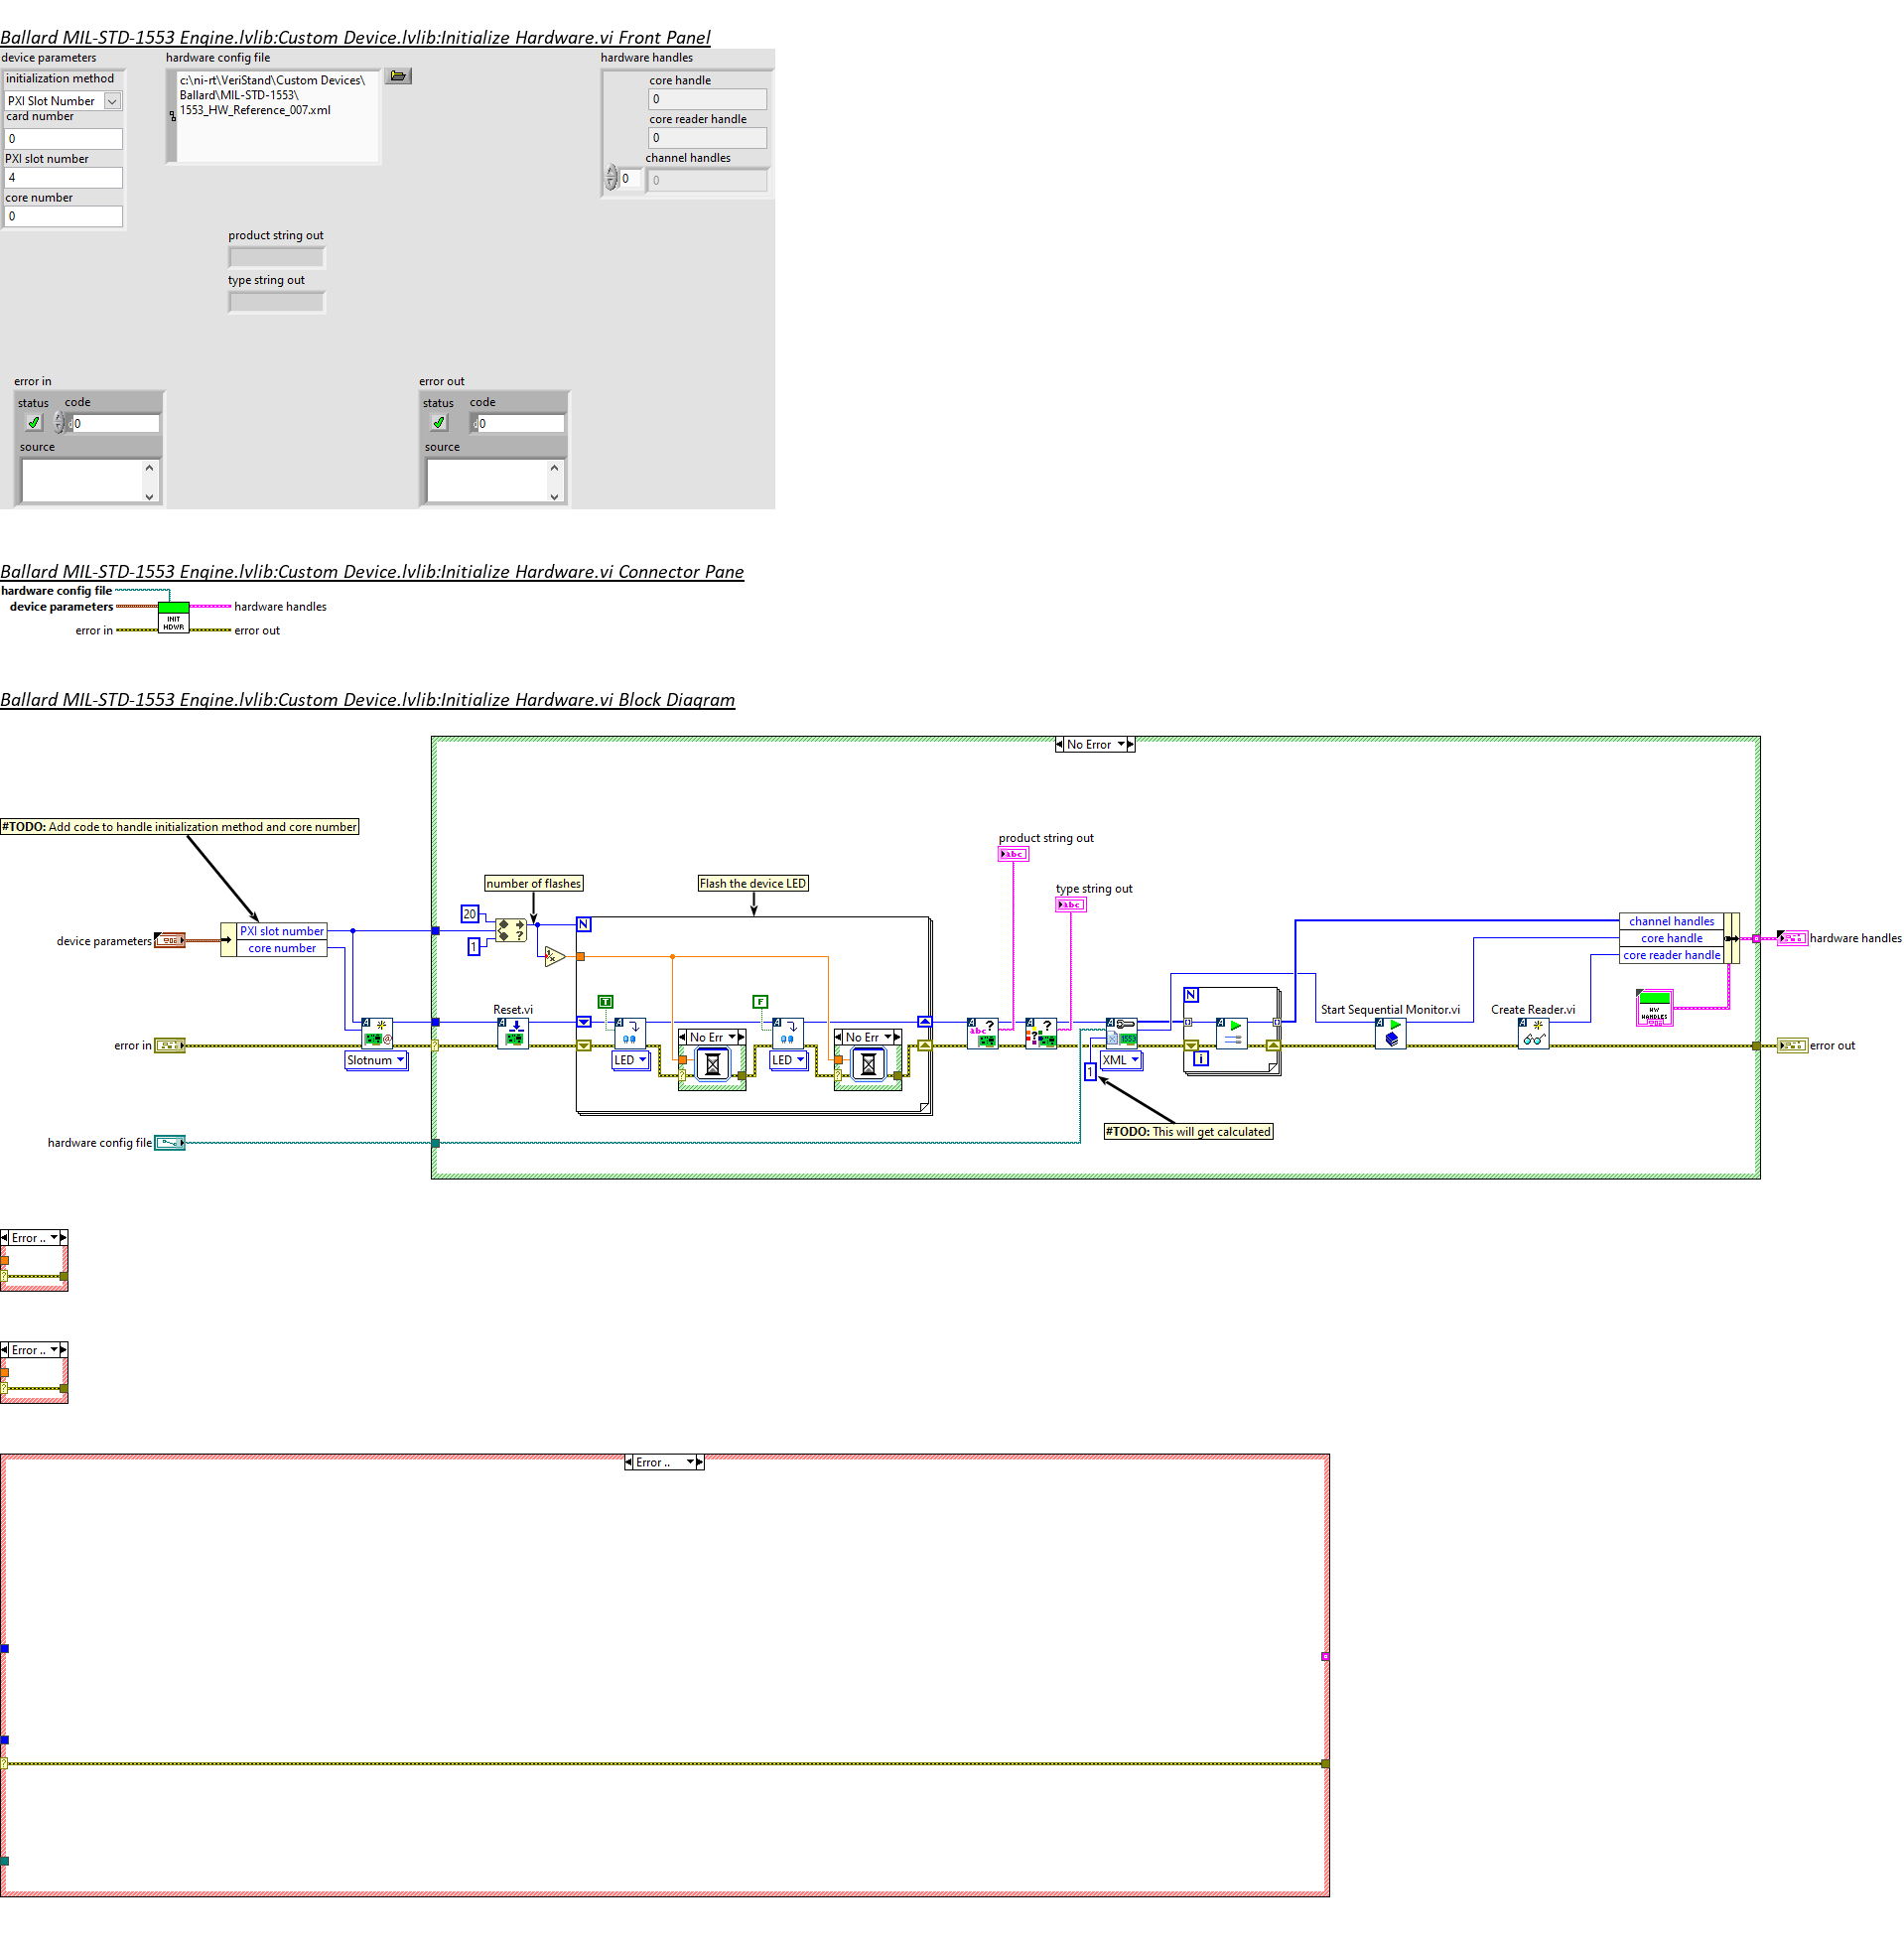 Ballard MIL-STD-1553 Engine.lvlib:Custom Device.lvlib:Initialize Hardware.vi Front Panel
device parameters
hardware config file
hardware handles
initialization method
PXI Slot Number
card number
0
PXI slot number
4
core number
0
c:\ni-rt\VeriStand\Custom Devices\
Ballard\MIL-STD-1553\
1553_HW_Reference_007.xml
core handle
0
core reader handle
0
channel handles
0
0
product string out
type string out
error in
status
code
0
source
error out
status
code
0
source
Ballard MIL-STD-1553 Engine.lvlib:Custom Device.lvlib:Initialize Hardware.vi Connector Pane
hardware config file
device parameters
error in
INIT
HDWR
hardware handles
error out
Ballard MIL-STD-1553 Engine.lvlib:Custom Device.lvlib:Initialize Hardware.vi Block Diagram
No Error
#TODO: Add code to handle initialization method and core number
product string out
abc
number of flashes
Flash the device LED
type string out
abc
20
1
N
device parameters
PXI slot number
core number
channel handles
core handle
core reader handle
hardware handles
T
F
N
Reset.vi
Start Sequential Monitor.vi
Create Reader.vi
HW
HANDLES
error in
Slotnum
LED
No Err
LED
No Err
abc
1553
XML
i
1
error out
#TODO: This will get calculated
hardware config file
Error ..
Error ..
Error ..